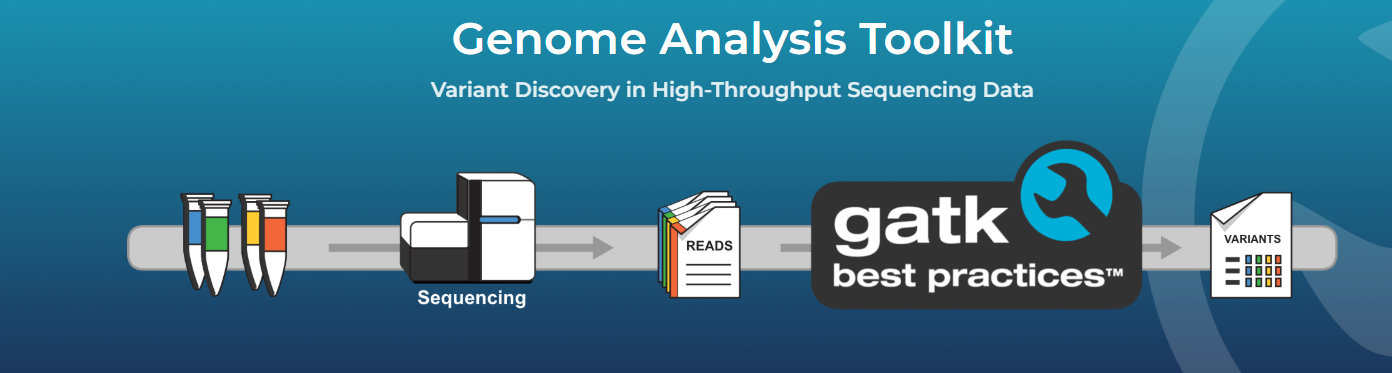 Genome Analysis Toolkit
Variant Discovery in High-Throughput Sequencing Data
Sequencing
READS
gatk
best practices™
VARIANTS